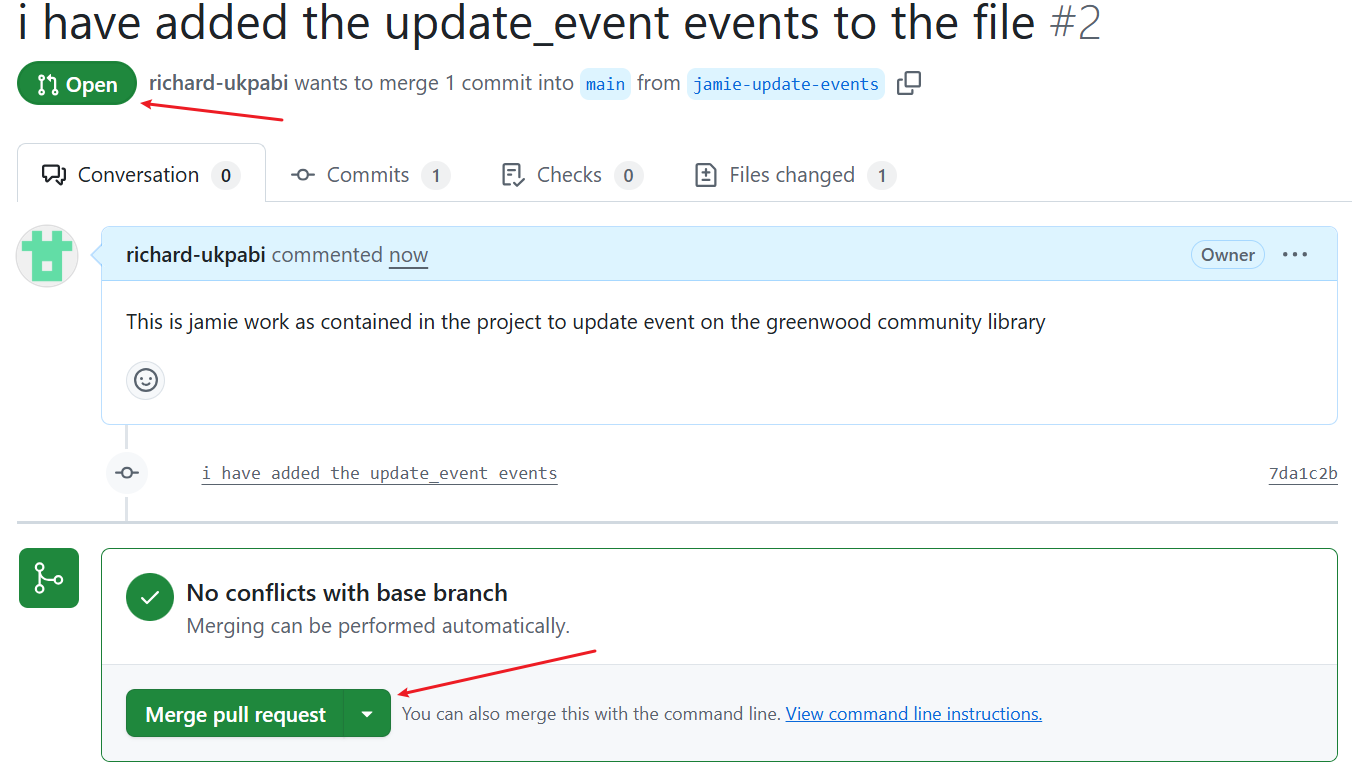 i have added the update_event events to the file #2
Open richard-ukpabi wants to merge 1 commit into main from jamie-update-events
Conversation 0 Commits 1 Checks 0 Files changed 1
richard-ukpabi commented now Owner
This is jamie work as contained in the project to update event on the greenwood community library
i have added the update_event events 7da1c2b
No conflicts with base branch
Merging can be performed automatically.
Merge pull request You can also merge this with the command line. View command line instructions.